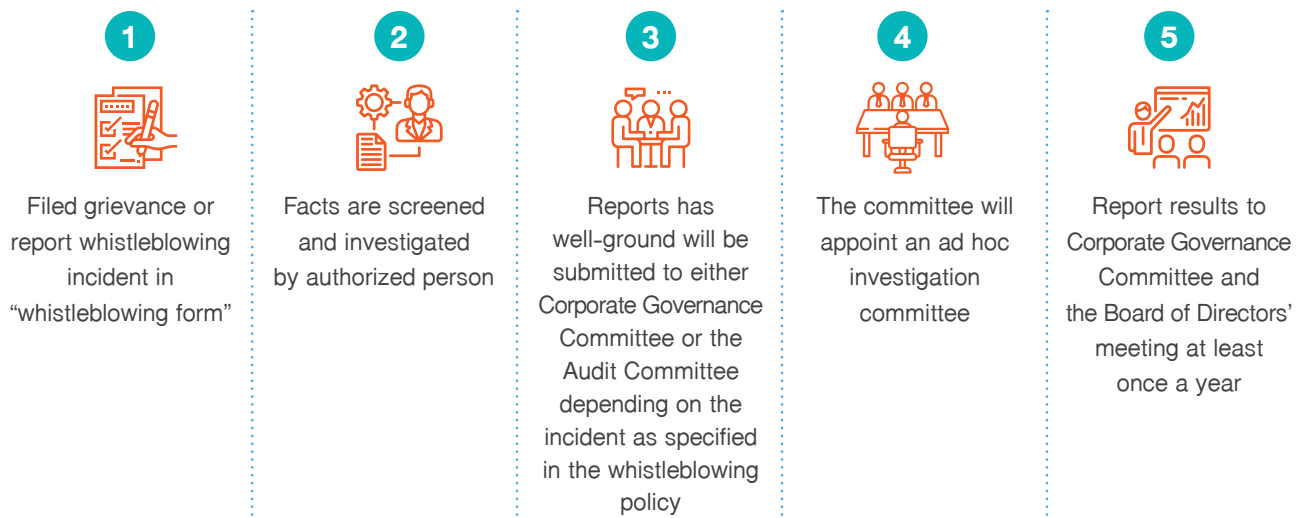 1
Filed grievance or
report whistleblowing
incident in
“whistleblowing form”
2
Facts are screened
and investigated
by authorized person
3
Reports has
well-ground will be
submitted to either
Corporate Governance
Committee or the
Audit Committee
depending on the
incident as specified
in the whistleblowing
policy
4
The committee will
appoint an ad hoc
investigation
committee
5
Report results to
Corporate Governance
Committee and
the Board of Directors’
meeting at least
once a year